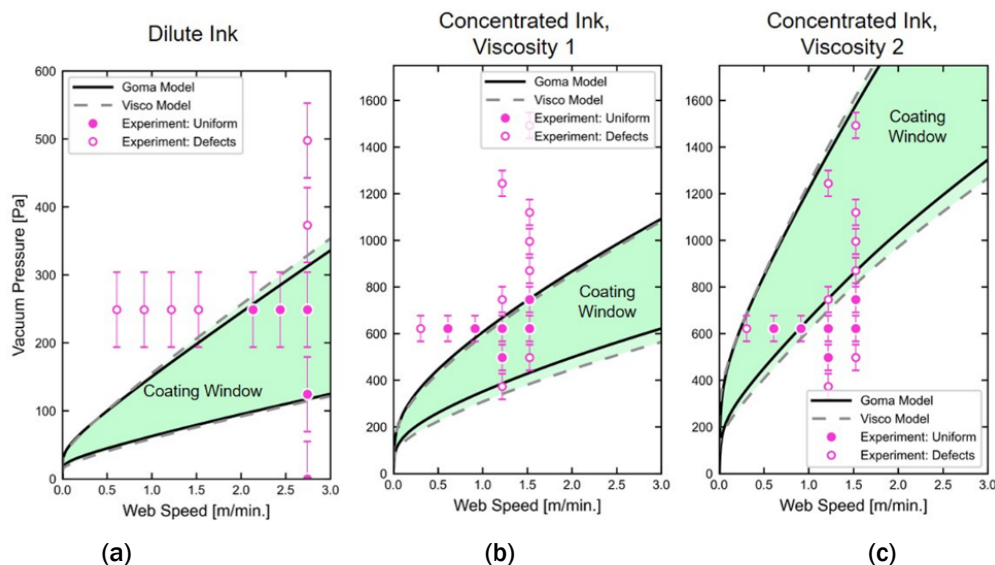 Dilute Ink
600
500
400
300
200
100
0
Vacuum Pressure [Pa]
Goma Model
Visco Model
Experiment: Uniform
Experiment: Defects
Coating Window
0.0 0.5 1.0 1.5 2.0 2.5 3.0
Web Speed [m/min.]
(a)
Concentrated Ink,
Viscosity 1
1600
1400
1200
1000
800
600
400
200
0
Goma Model
Visco Model
Experiment: Uniform
Experiment: Defects
Coating
Window
0.0 0.5 1.0 1.5 2.0 2.5 3.0
Web Speed [m/min.]
(b)
Concentrated Ink,
Viscosity 2
1600
1400
1200
1000
800
600
400
200
0
Coating
Window
Goma Model
Visco Model
Experiment: Uniform
Experiment: Defects
0.0 0.5 1.0 1.5 2.0 2.5 3.0
Web Speed [m/min.]
(c)